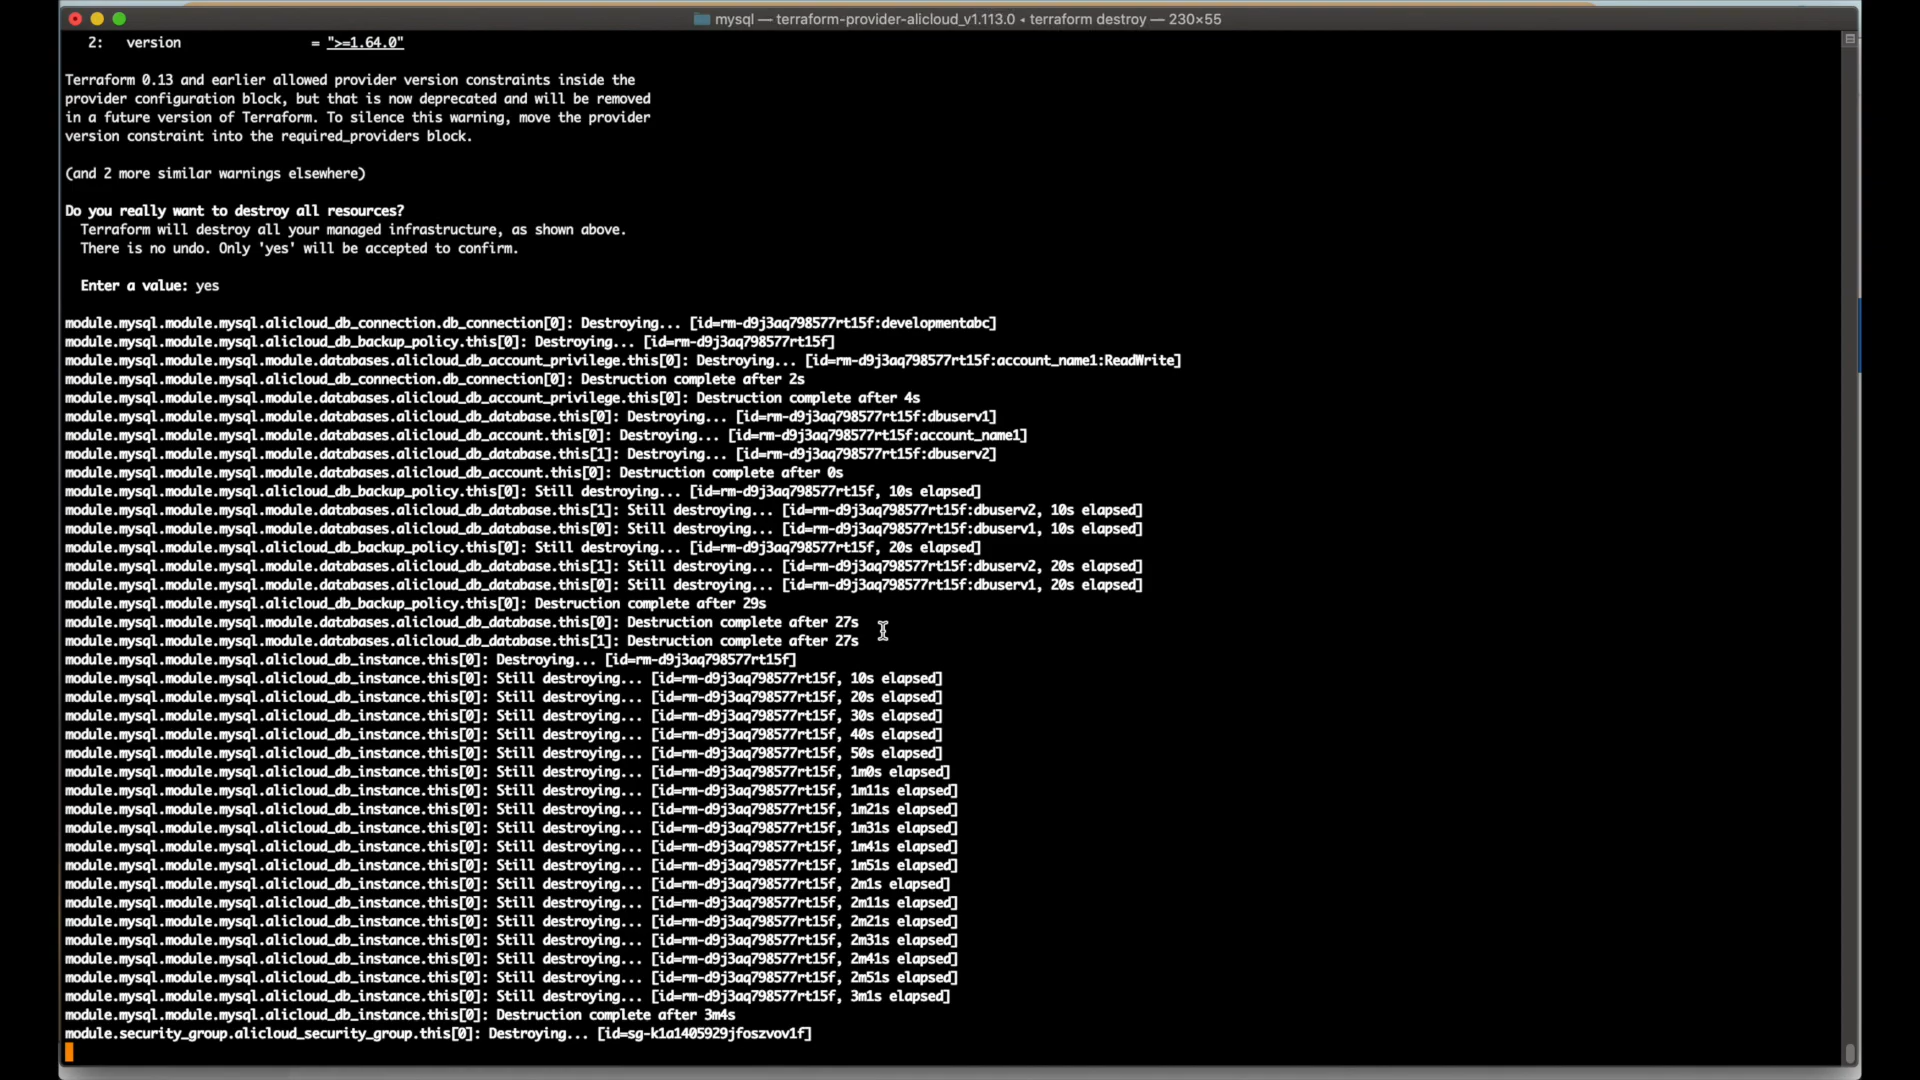 mysql — terraform-provider-alicloud_v1.113.0 ◂ terraform destroy — 230×55
2: version = ">=1.64.0"
Terraform 0.13 and earlier allowed provider version constraints inside the
provider configuration block, but that is now deprecated and will be removed
in a future version of Terraform. To silence this warning, move the provider
version constraint into the required_providers block.
(and 2 more similar warnings elsewhere)
Do you really want to destroy all resources?
Terraform will destroy all your managed infrastructure, as shown above.
There is no undo. Only 'yes' will be accepted to confirm.
Enter a value: yes
module.mysql.module.mysql.alicloud_db_connection.db_connection[0]: Destroying... [id=rm-d9j3aq798577rt15f:developmentabc]
module.mysql.module.mysql.alicloud_db_backup_policy.this[0]: Destroying... [id=rm-d9j3aq798577rt15f]
module.mysql.module.mysql.module.databases.alicloud_db_account_privilege.this[0]: Destroying... [id=rm-d9j3aq798577rt15f:account_name1:ReadWrite]
module.mysql.module.mysql.alicloud_db_connection.db_connection[0]: Destruction complete after 2s
module.mysql.module.mysql.module.databases.alicloud_db_account_privilege.this[0]: Destruction complete after 4s
module.mysql.module.mysql.module.databases.alicloud_db_database.this[0]: Destroying... [id=rm-d9j3aq798577rt15f:dbuserv1]
module.mysql.module.mysql.module.databases.alicloud_db_account.this[0]: Destroying... [id=rm-d9j3aq798577rt15f:account_name1]
module.mysql.module.mysql.module.databases.alicloud_db_database.this[1]: Destroying... [id=rm-d9j3aq798577rt15f:dbuserv2]
module.mysql.module.mysql.module.databases.alicloud_db_account.this[0]: Destruction complete after 0s
module.mysql.module.mysql.alicloud_db_backup_policy.this[0]: Still destroying... [id=rm-d9j3aq798577rt15f, 10s elapsed]
module.mysql.module.mysql.module.databases.alicloud_db_database.this[1]: Still destroying... [id=rm-d9j3aq798577rt15f:dbuserv2, 10s elapsed]
module.mysql.module.mysql.module.databases.alicloud_db_database.this[0]: Still destroying... [id=rm-d9j3aq798577rt15f:dbuserv1, 10s elapsed]
module.mysql.module.mysql.alicloud_db_backup_policy.this[0]: Still destroying... [id=rm-d9j3aq798577rt15f, 20s elapsed]
module.mysql.module.mysql.module.databases.alicloud_db_database.this[1]: Still destroying... [id=rm-d9j3aq798577rt15f:dbuserv2, 20s elapsed]
module.mysql.module.mysql.module.databases.alicloud_db_database.this[0]: Still destroying... [id=rm-d9j3aq798577rt15f:dbuserv1, 20s elapsed]
module.mysql.module.mysql.alicloud_db_backup_policy.this[0]: Destruction complete after 29s
module.mysql.module.mysql.module.databases.alicloud_db_database.this[0]: Destruction complete after 27s
module.mysql.module.mysql.module.databases.alicloud_db_database.this[1]: Destruction complete after 27s
module.mysql.module.mysql.alicloud_db_instance.this[0]: Destroying... [id=rm-d9j3aq798577rt15f]
module.mysql.module.mysql.alicloud_db_instance.this[0]: Still destroying... [id=rm-d9j3aq798577rt15f, 10s elapsed]
module.mysql.module.mysql.alicloud_db_instance.this[0]: Still destroying... [id=rm-d9j3aq798577rt15f, 20s elapsed]
module.mysql.module.mysql.alicloud_db_instance.this[0]: Still destroying... [id=rm-d9j3aq798577rt15f, 30s elapsed]
module.mysql.module.mysql.alicloud_db_instance.this[0]: Still destroying... [id=rm-d9j3aq798577rt15f, 40s elapsed]
module.mysql.module.mysql.alicloud_db_instance.this[0]: Still destroying... [id=rm-d9j3aq798577rt15f, 50s elapsed]
module.mysql.module.mysql.alicloud_db_instance.this[0]: Still destroying... [id=rm-d9j3aq798577rt15f, 1m0s elapsed]
module.mysql.module.mysql.alicloud_db_instance.this[0]: Still destroying... [id=rm-d9j3aq798577rt15f, 1m11s elapsed]
module.mysql.module.mysql.alicloud_db_instance.this[0]: Still destroying... [id=rm-d9j3aq798577rt15f, 1m21s elapsed]
module.mysql.module.mysql.alicloud_db_instance.this[0]: Still destroying... [id=rm-d9j3aq798577rt15f, 1m31s elapsed]
module.mysql.module.mysql.alicloud_db_instance.this[0]: Still destroying... [id=rm-d9j3aq798577rt15f, 1m41s elapsed]
module.mysql.module.mysql.alicloud_db_instance.this[0]: Still destroying... [id=rm-d9j3aq798577rt15f, 1m51s elapsed]
module.mysql.module.mysql.alicloud_db_instance.this[0]: Still destroying... [id=rm-d9j3aq798577rt15f, 2m1s elapsed]
module.mysql.module.mysql.alicloud_db_instance.this[0]: Still destroying... [id=rm-d9j3aq798577rt15f, 2m11s elapsed]
module.mysql.module.mysql.alicloud_db_instance.this[0]: Still destroying... [id=rm-d9j3aq798577rt15f, 2m21s elapsed]
module.mysql.module.mysql.alicloud_db_instance.this[0]: Still destroying... [id=rm-d9j3aq798577rt15f, 2m31s elapsed]
module.mysql.module.mysql.alicloud_db_instance.this[0]: Still destroying... [id=rm-d9j3aq798577rt15f, 2m41s elapsed]
module.mysql.module.mysql.alicloud_db_instance.this[0]: Still destroying... [id=rm-d9j3aq798577rt15f, 2m51s elapsed]
module.mysql.module.mysql.alicloud_db_instance.this[0]: Still destroying... [id=rm-d9j3aq798577rt15f, 3m1s elapsed]
module.mysql.module.mysql.alicloud_db_instance.this[0]: Destruction complete after 3m4s
module.security_group.alicloud_security_group.this[0]: Destroying... [id=sg-k1a1405929jfoszvov1f]